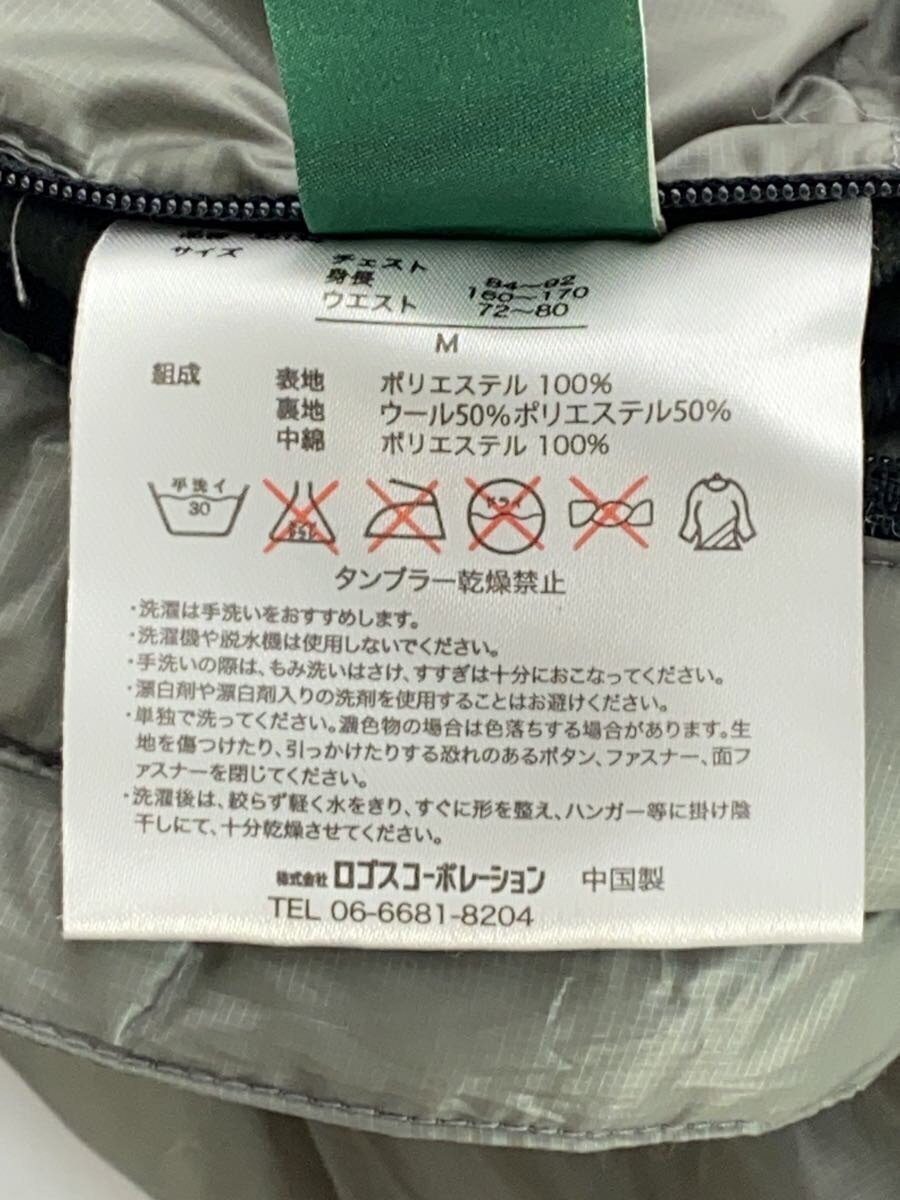 サイズ
チェスト 84〜92
身長 160〜170
ウエスト 72〜80
M
組成 表地 ポリエステル 100%
裏地 ウール50%ポリエステル50%
中綿 ポリエステル 100%
手洗イ 30 エンソ ドライ
タンブラー乾燥禁止
・洗濯は手洗いをおすすめします。
・洗濯機や脱水機は使用しないでください。
・手洗いの際は、もみ洗いはさけ、すすぎは十分におこなってください。
・漂白剤や漂白剤入りの洗剤を使用することはお避けください。
・単独で洗ってください。濃色物の場合は色落ちする場合があります。生
地を傷つけたり、引っかけたりする恐れのあるボタン、ファスナー、面フ
ァスナーを閉じてください。
・洗濯後は、絞らず軽く水をきり、すぐに形を整え、ハンガー等に掛け陰
干しにて、十分乾燥させてください。
株式会社 ロゴスコーポレーション 中国製
TEL 06-6681-8204